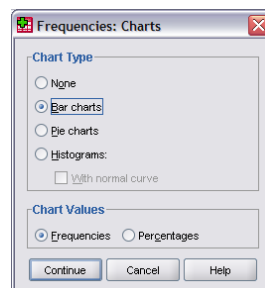 Frequencies: Charts
Chart Type
None
Bar charts
Pie charts
Histograms:
With normal curve
Chart Values
Frequencies Percentages
Continue Cancel Help